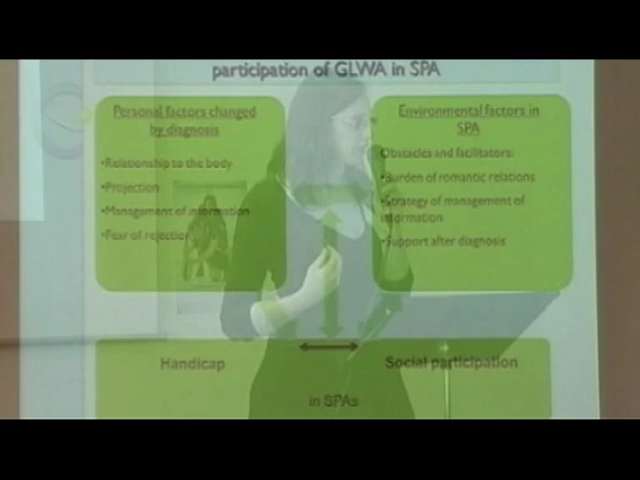 participation of GLWA in SPA
Personal factors changed
by diagnosis
•Relationship to the body
•Projection
•Management of information
•Fear of rejection
Environmental factors in
SPA
Obstacles and facilitators:
•Burden of romantic relations
•Strategy of management of
information
•Support after diagnosis
Handicap
Social participation
in SPAs